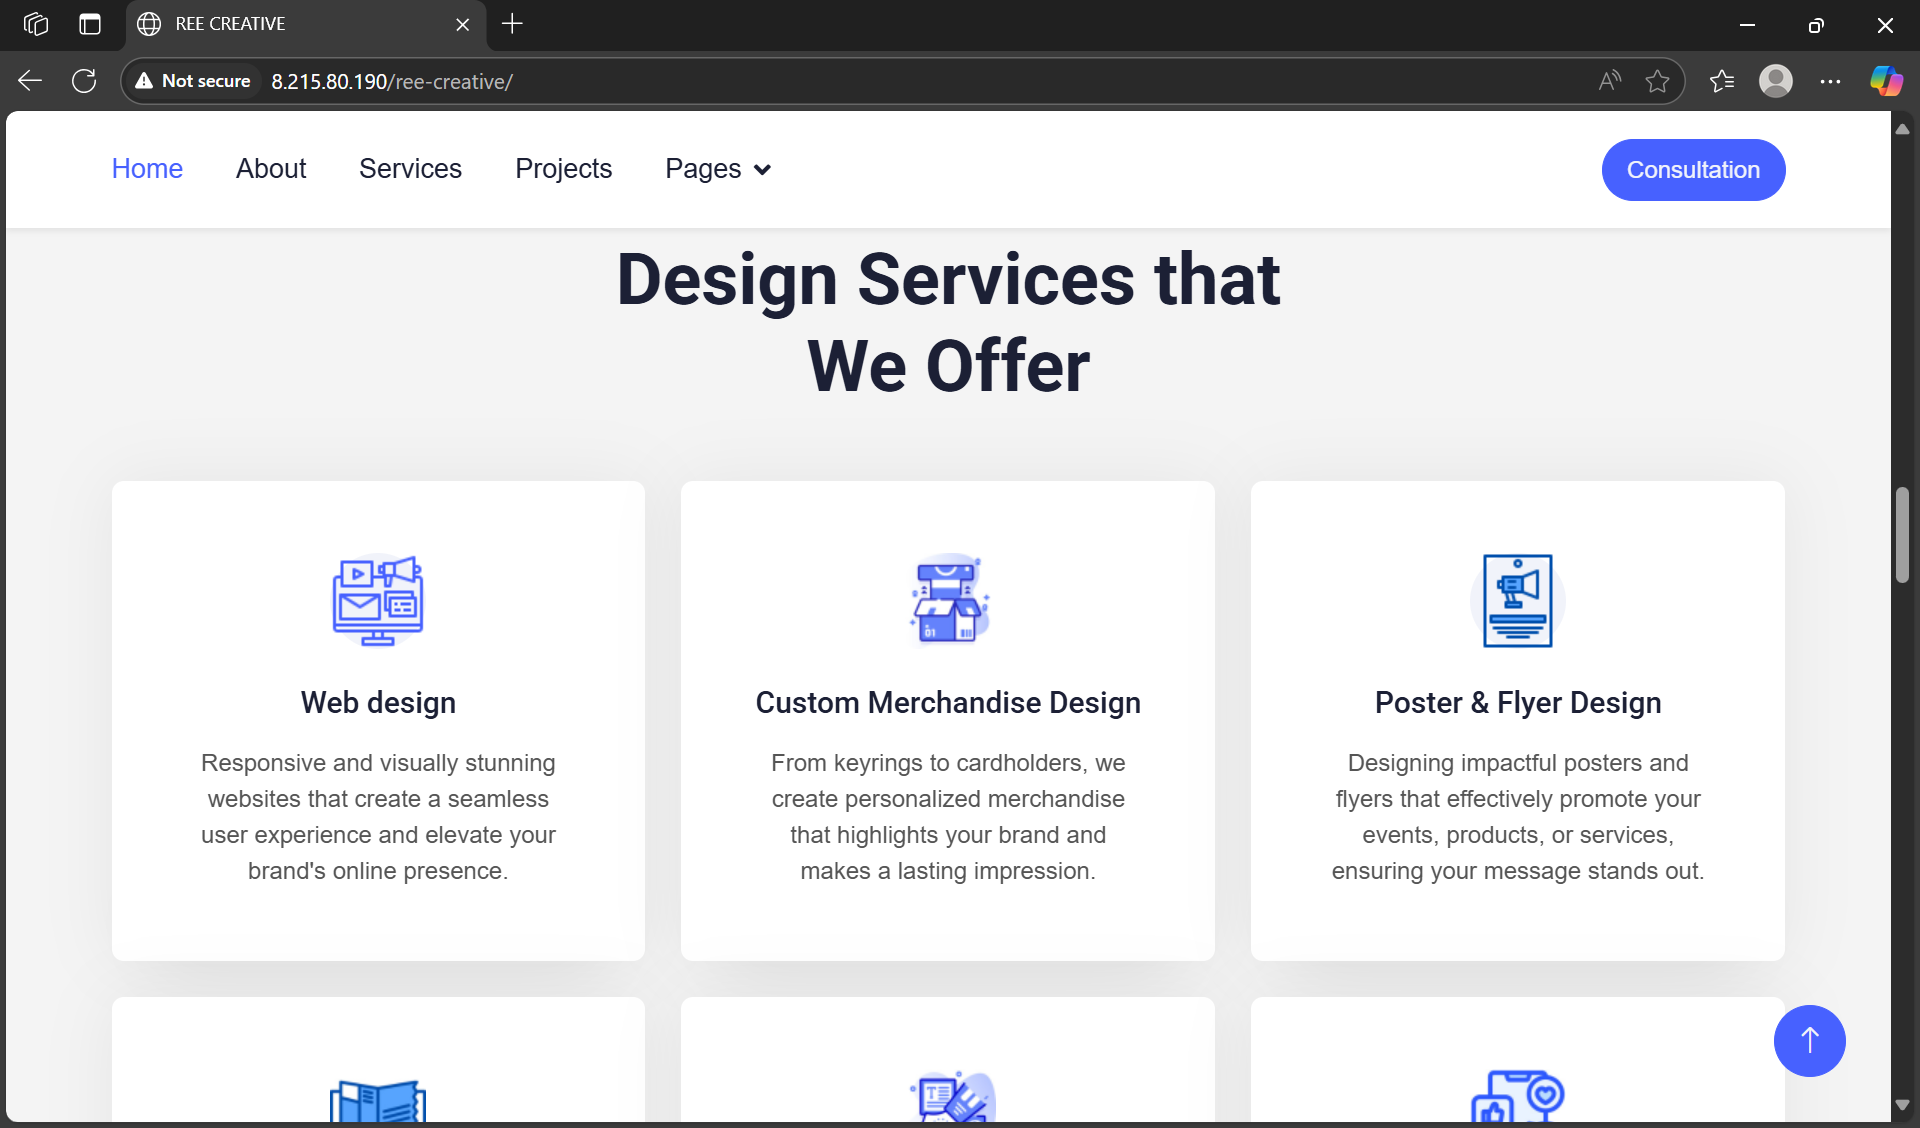 REE CREATIVE
Not secure
8.215.80.190/ree-creative/
Home
About
Services
Projects
Pages
Consultation
Design Services that
We Offer
01
Web design
Responsive and visually stunning
websites that create a seamless
user experience and elevate your
brand's online presence.
Custom Merchandise Design
From keyrings to cardholders, we
create personalized merchandise
that highlights your brand and
makes a lasting impression.
Poster & Flyer Design
Designing impactful posters and
flyers that effectively promote your
events, products, or services,
ensuring your message stands out.
T